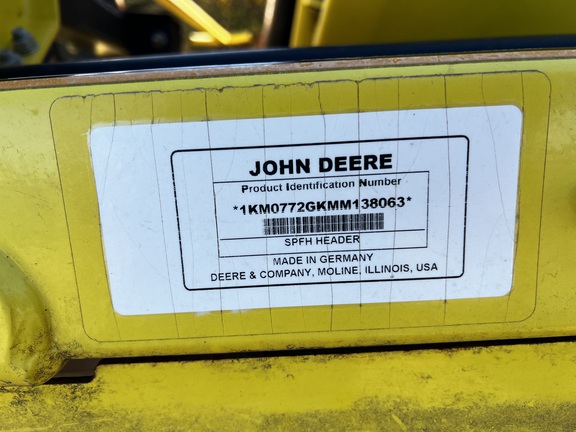 JOHN DEERE
Product Identification Number
*1KM0772GKMM138063*
SPFH HEADER
MADE IN GERMANY
DEERE & COMPANY, MOLINE, ILLINOIS, USA